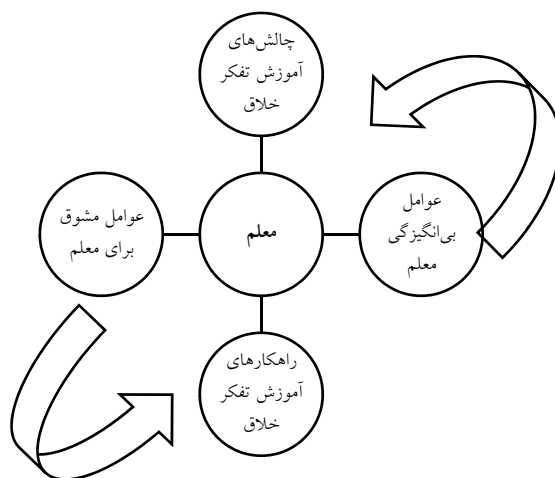 چالش‌های
آموزش تفکر
خلاق
عوامل
بی‌انگیزگی
معلم
معلم
عوامل مشوق
برای معلم
راهکارهای
آموزش تفکر
خلاق